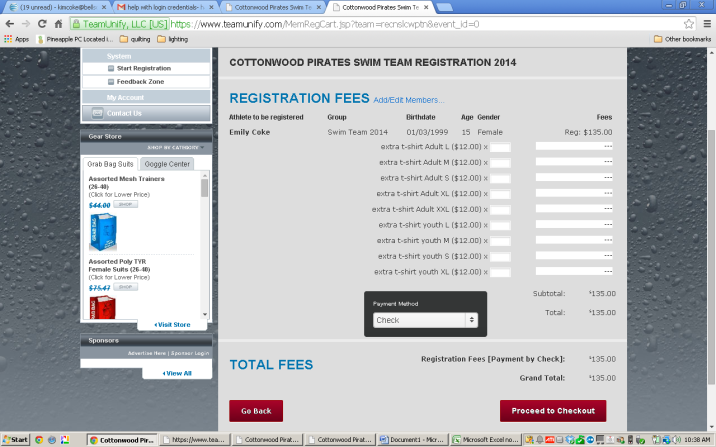 (19 unread) - kimcoke@bells
help with login credentials-
Cottonwood Pirates Swim Te
Cottonwood Pirates Swim Te
TeamUnify, LLC [US] https://www.teamunify.com/MemRegCart.jsp?team=recnslcwptn&event_id=0
Apps
Pineapple PC Located i...
quilting
lighting
Other bookmarks
System
Start Registration
Feedback Zone
My Account
Contact Us
Gear Store
SHOP BY CATEGORY
Grab Bag Suits
Goggle Center
Assorted Mesh Trainers
(26-40)
(Click for Lower Price)
$44.00 SHOP
GRAB BAG
Assorted Poly TYR
Female Suits (26-40)
(Click for Lower Price)
$75.47 SHOP
Visit Store
Sponsors
Advertise Here | Sponsor Login
View All
COTTONWOOD PIRATES SWIM TEAM REGISTRATION 2014
REGISTRATION FEES Add/Edit Members...
Athlete to be registered Group Birthdate Age Gender Fees
Emily Coke Swim Team 2014 01/03/1999 15 Female Reg: $135.00
extra t-shirt Adult L ($12.00) x ---
extra t-shirt Adult M ($12.00) x ---
extra t-shirt Adult S ($12.00) x ---
extra t-shirt Adult XL ($12.00) x ---
extra t-shirt Adult XXL ($12.00) x ---
extra t-shirt youth L ($12.00) x ---
extra t-shirt youth M ($12.00) x ---
extra t-shirt youth S ($12.00) x ---
extra t-shirt youth XL ($12.00) x ---
Payment Method
Check
Subtotal: $135.00
Total: $135.00
TOTAL FEES
Registration Fees [Payment by Check]: $135.00
Grand Total: $135.00
Go Back
Proceed to Checkout
Start
Cottonwood Pir...
https://www.tea...
Cottonwood Pirat...
Cottonwood Pirat...
Document1 - Micr...
Microsoft Excel no...
10:38 AM